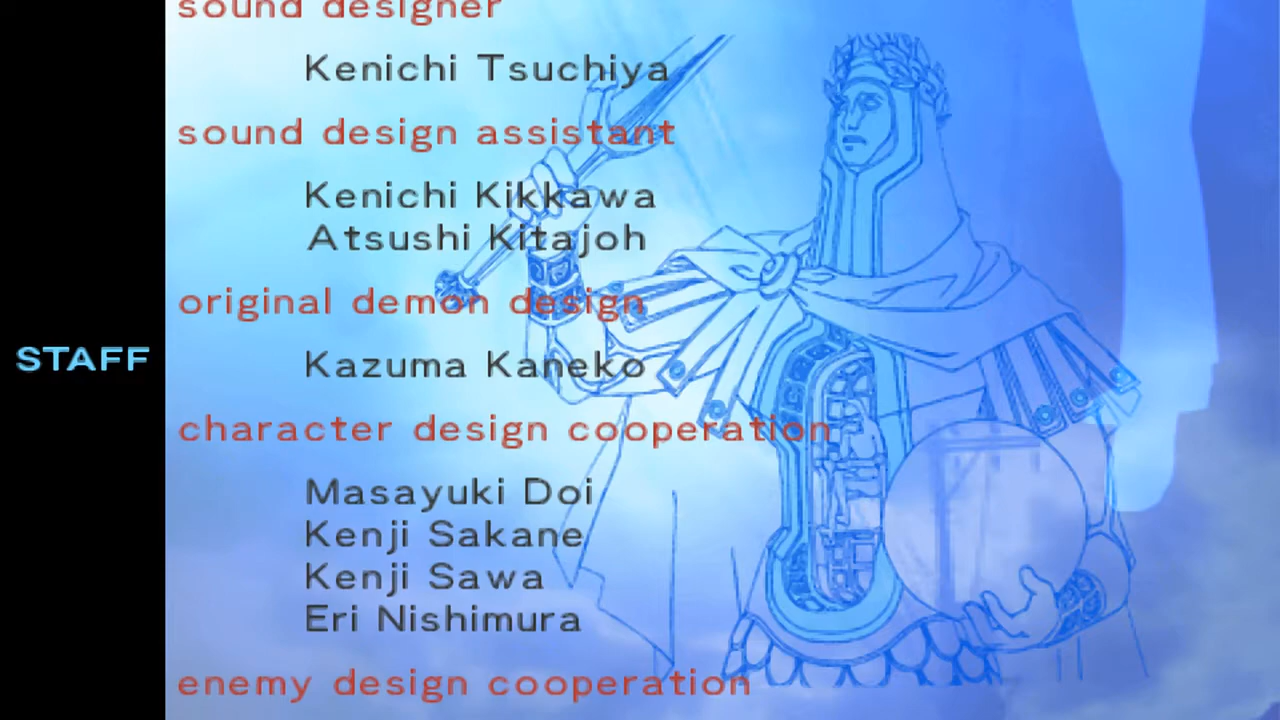 sound designer
Kenichi Tsuchiya
sound design assistant
Kenichi Kikkawa
Atsushi Kitajoh
original demon design
Kazuma Kaneko
STAFF
character design cooperation
Masayuki Doi
Kenji Sakane
Kenji Sawa
Eri Nishimura
enemy design cooperation